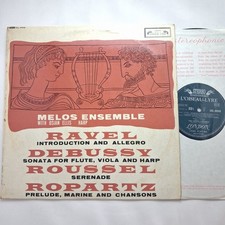 MELOS ENSEMBLE
WITH OSIAN ELLIS HARP
RAVEL
INTRODUCTION AND ALLEGRO
DEBUSSY
SONATA FOR FLUTE, VIOLA AND HARP
ROUSSEL
SERENADE
ROPARTZ
PRELUDE, MARINE AND CHANSONS
L'OISEAU-LYRE